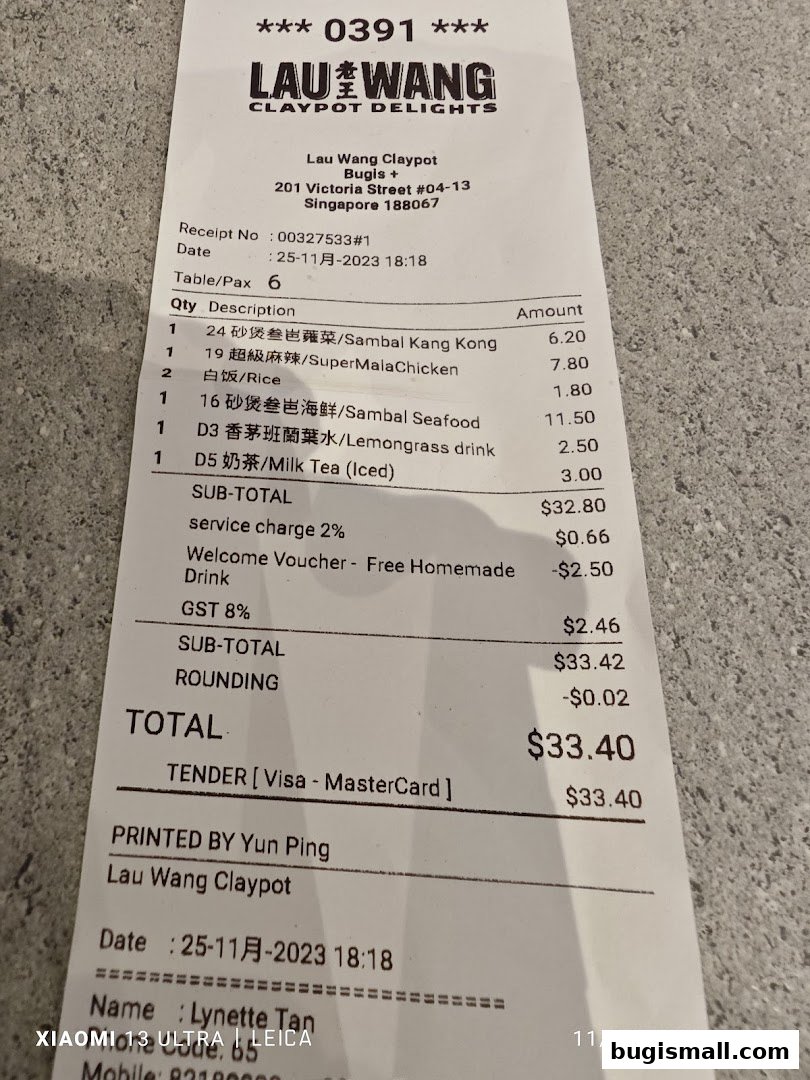 *** 0391 ***
LAU 老王 WANG
CLAYPOT DELIGHTS
Lau Wang Claypot
Bugis +
201 Victoria Street #04-13
Singapore 188067
Receipt No : 00327533#1
Date : 25-11月-2023 18:18
Table/Pax 6
Qty Description Amount
1 24 砂煲叁峇蕹菜/Sambal Kang Kong 6.20
1 19 超級麻辣/SuperMalaChicken 7.80
2 白饭/Rice 1.80
1 16 砂煲叁峇海鲜/Sambal Seafood 11.50
1 D3 香茅班蘭葉水/Lemongrass drink 2.50
1 D5 奶茶/Milk Tea (Iced) 3.00
SUB-TOTAL $32.80
service charge 2% $0.66
Welcome Voucher - Free Homemade -$2.50
Drink
GST 8% $2.46
SUB-TOTAL $33.42
ROUNDING -$0.02
TOTAL $33.40
TENDER [ Visa - MasterCard ] $33.40
PRINTED BY Yun Ping
Lau Wang Claypot
Date : 25-11月-2023 18:18
================================
Name : Lynette Tan
Phone Code: 65
Mobile:
XIAOMI 13 ULTRA | LEICA 11/
bugismall.com